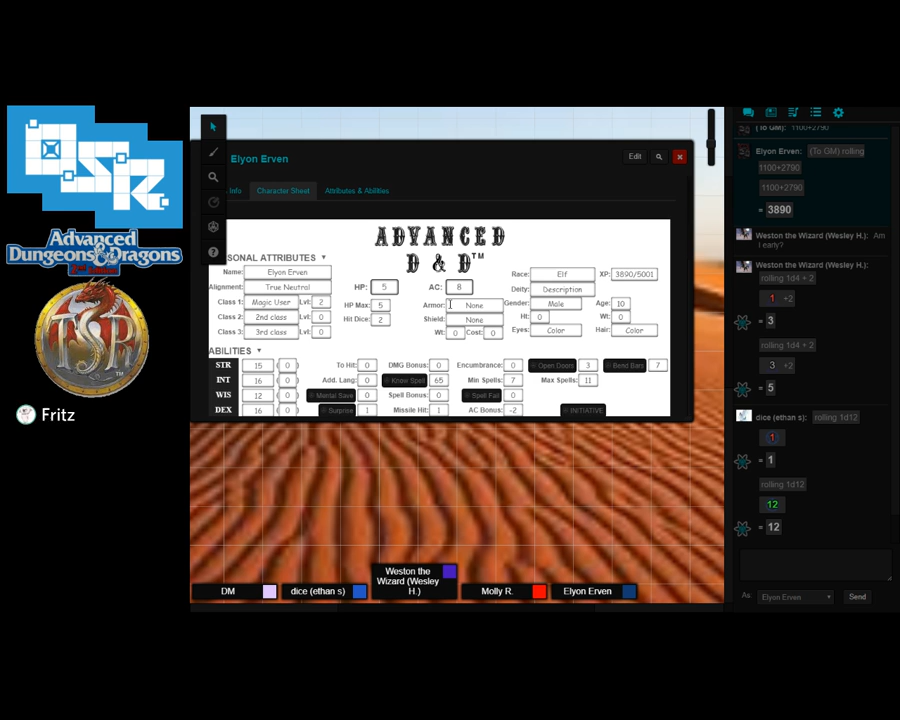 OSR
Advanced
Dungeons & Dragons
2nd Edition
TSR
TM
Fritz
Elyon Erven
Edit
Info
Character Sheet
Attributes & Abilities
ADVANCED
D & D™
SONAL ATTRIBUTES ▼
Name: Elyon Erven
Alignment: True Neutral
Class 1: Magic User Lvl: 2
Class 2: 2nd class Lvl: 0
Class 3: 3rd class Lvl: 0
HP: 5
HP Max: 5
Hit Dice: 2
AC: 8
Armor: None
Shield: None
Wt: 0 Cost: 0
Race: Elf XP: 3890/5001
Deity: Description
Gender: Male Age: 10
Ht: 0 Wt: 0
Eyes: Color Hair: Color
ABILITIES ▼
STR 15 ( 0 ) To Hit: 0 DMG Bonus: 0 Encumbrance: 0 Open Doors 3 Bend Bars 7
INT 16 ( 0 ) Add. Lang: 0 Know Spell 65 Min Spells: 7 Max Spells: 11
WIS 12 ( 0 ) Mental Save 0 Spell Bonus: 0 Spell Fail 0
DEX 16 ( 0 ) Surprise 1 Missile Hit: 1 AC Bonus: -2 INITIATIVE
DM
dice (ethan s)
Weston the
Wizard (Wesley
H.)
Molly R.
Elyon Erven
(To GM) 1100+2790
Elyon Erven: (To GM) rolling
1100+2790
1100+2790
= 3890
Weston the Wizard (Wesley H.): Am
I early?
Weston the Wizard (Wesley H.):
rolling 1d4 + 2
1 +2
= 3
rolling 1d4 + 2
3 +2
= 5
dice (ethan s): rolling 1d12
1
= 1
rolling 1d12
12
= 12
As: Elyon Erven
Send